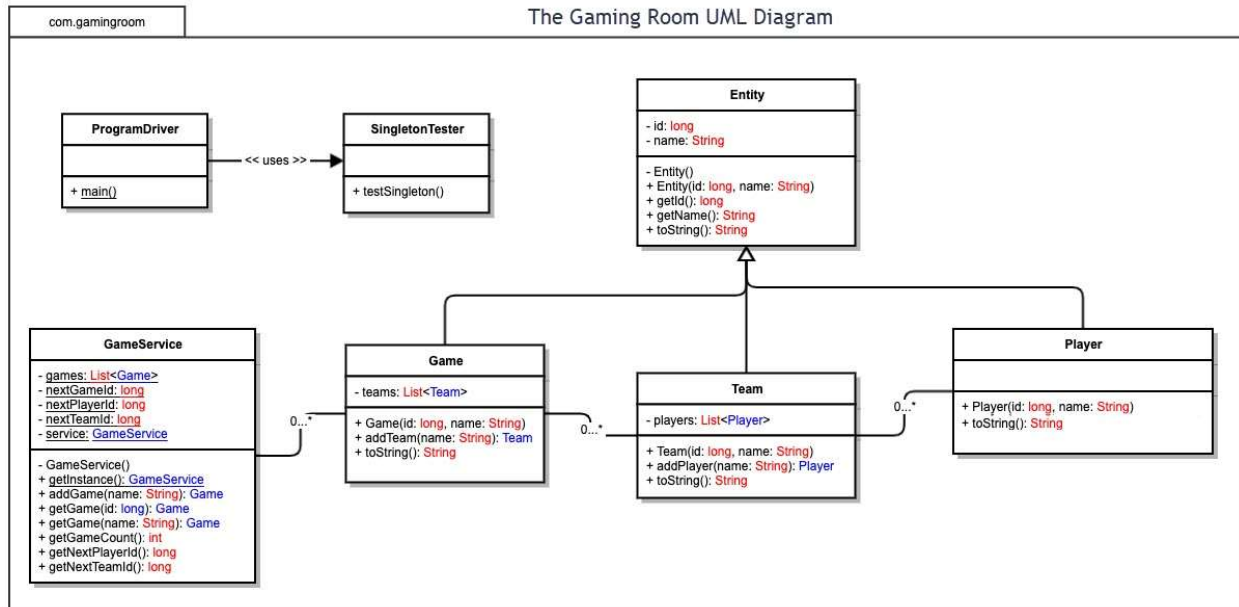 com.gamingroom
The Gaming Room UML Diagram
ProgramDriver
+ main()
<< uses >>
SingletonTester
+ testSingleton()
Entity
- id: long
- name: String
- Entity()
+ Entity(id: long, name: String)
+ getId(): long
+ getName(): String
+ toString(): String
GameService
- games: List<Game>
- nextGameId: long
- nextPlayerId: long
- nextTeamId: long
- service: GameService
- GameService()
+ getInstance(): GameService
+ addGame(name: String): Game
+ getGame(id: long): Game
+ getGame(name: String): Game
+ getGameCount(): int
+ getNextPlayerId(): long
+ getNextTeamId(): long
0...*
Game
- teams: List<Team>
+ Game(id: long, name: String)
+ addTeam(name: String): Team
+ toString(): String
0...*
Team
- players: List<Player>
+ Team(id: long, name: String)
+ addPlayer(name: String): Player
+ toString(): String
0...*
Player
+ Player(id: long, name: String)
+ toString(): String